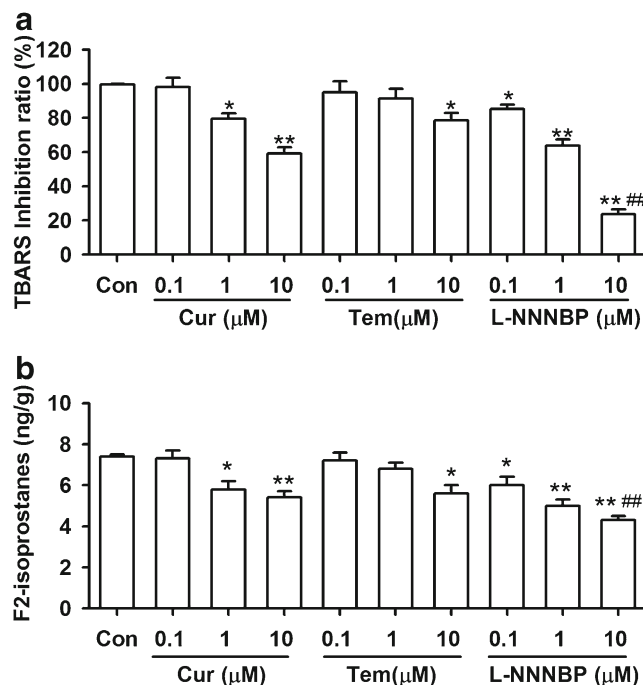 a
TBARS Inhibition ratio (%)
120
100
80
60
40
20
0
* ** * * ** ** ##
Con 0.1 1 10 0.1 1 10 0.1 1 10
Cur (μM) Tem(μM) L-NNNBP (μM)
b
F2-isoprostanes (ng/g)
10
8
6
4
2
0
* ** * * ** ** ##
Con 0.1 1 10 0.1 1 10 0.1 1 10
Cur (μM) Tem(μM) L-NNNBP (μM)